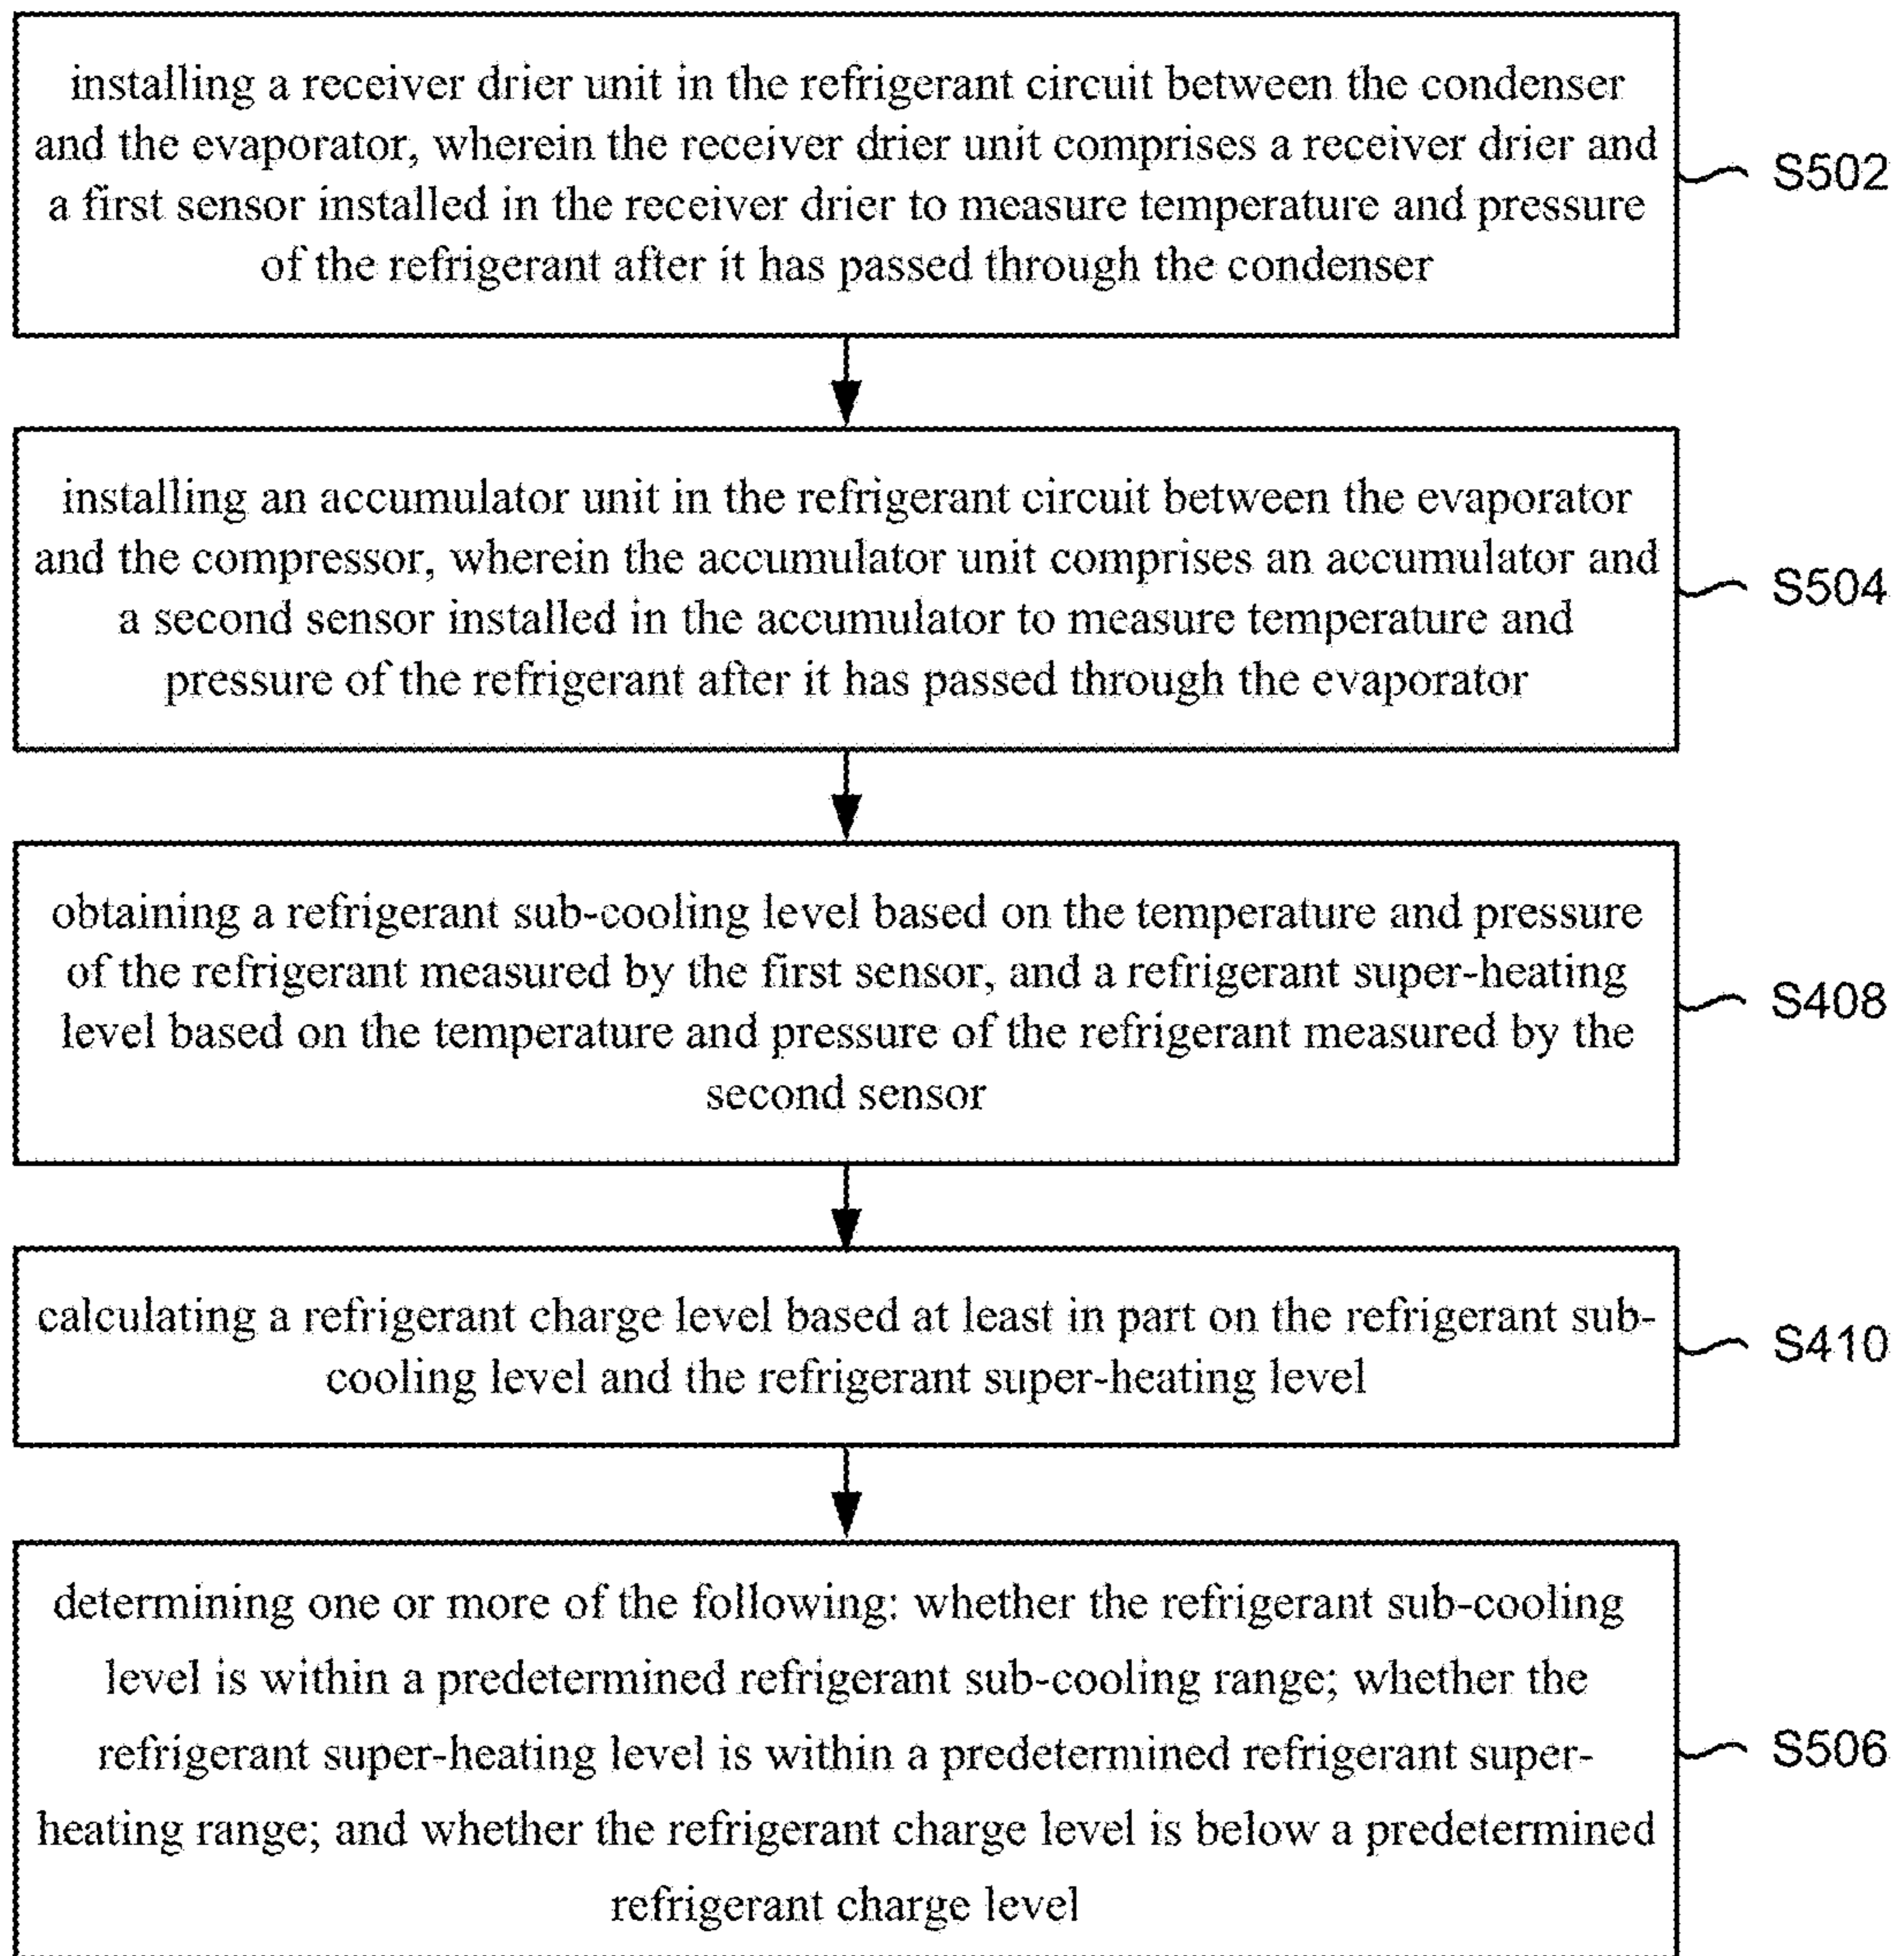 installing a receiver drier unit in the refrigerant circuit between the condenser
and the evaporator, wherein the receiver drier unit comprises a receiver drier and
a first sensor installed in the receiver drier to measure temperature and pressure
of the refrigerant after it has passed through the condenser
S502
installing an accumulator unit in the refrigerant circuit between the evaporator
and the compressor, wherein the accumulator unit comprises an accumulator and
a second sensor installed in the accumulator to measure temperature and
pressure of the refrigerant after it has passed through the evaporator
S504
obtaining a refrigerant sub-cooling level based on the temperature and pressure
of the refrigerant measured by the first sensor, and a refrigerant super-heating
level based on the temperature and pressure of the refrigerant measured by the
second sensor
S408
calculating a refrigerant charge level based at least in part on the refrigerant sub-
cooling level and the refrigerant super-heating level
S410
determining one or more of the following: whether the refrigerant sub-cooling
level is within a predetermined refrigerant sub-cooling range; whether the
refrigerant super-heating level is within a predetermined refrigerant super-
heating range; and whether the refrigerant charge level is below a predetermined
refrigerant charge level
S506